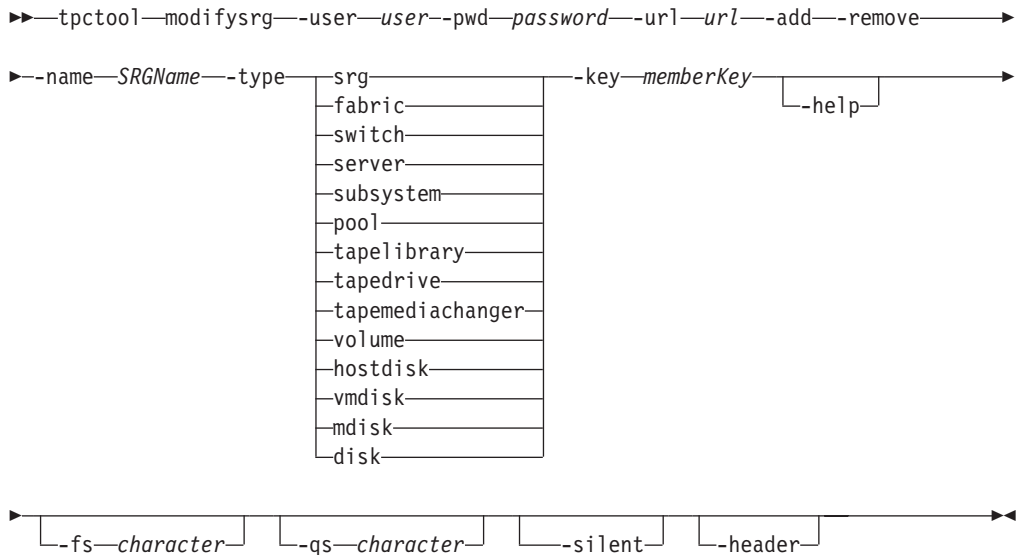 tpctool modifysrg -user user -pwd password -url url -add -remove
-name SRGName -type srg -key memberKey
-help
fabric
switch
server
subsystem
pool
tapelibrary
tapedrive
tapemediachanger
volume
hostdisk
vmdisk
mdisk
disk
-fs character -qs character -silent -header